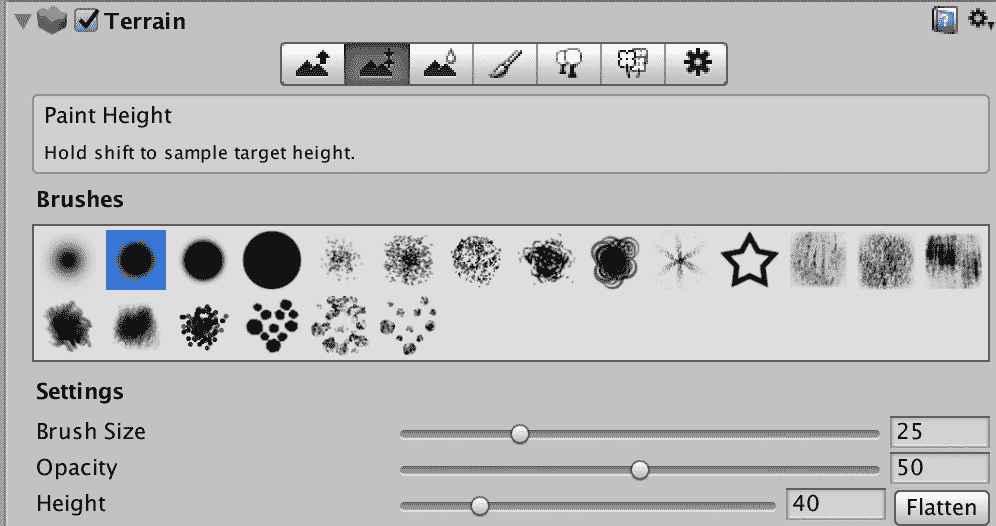 Terrain
Paint Height
Hold shift to sample target height.
Brushes
Settings
Brush Size 25
Opacity 50
Height 40 Flatten